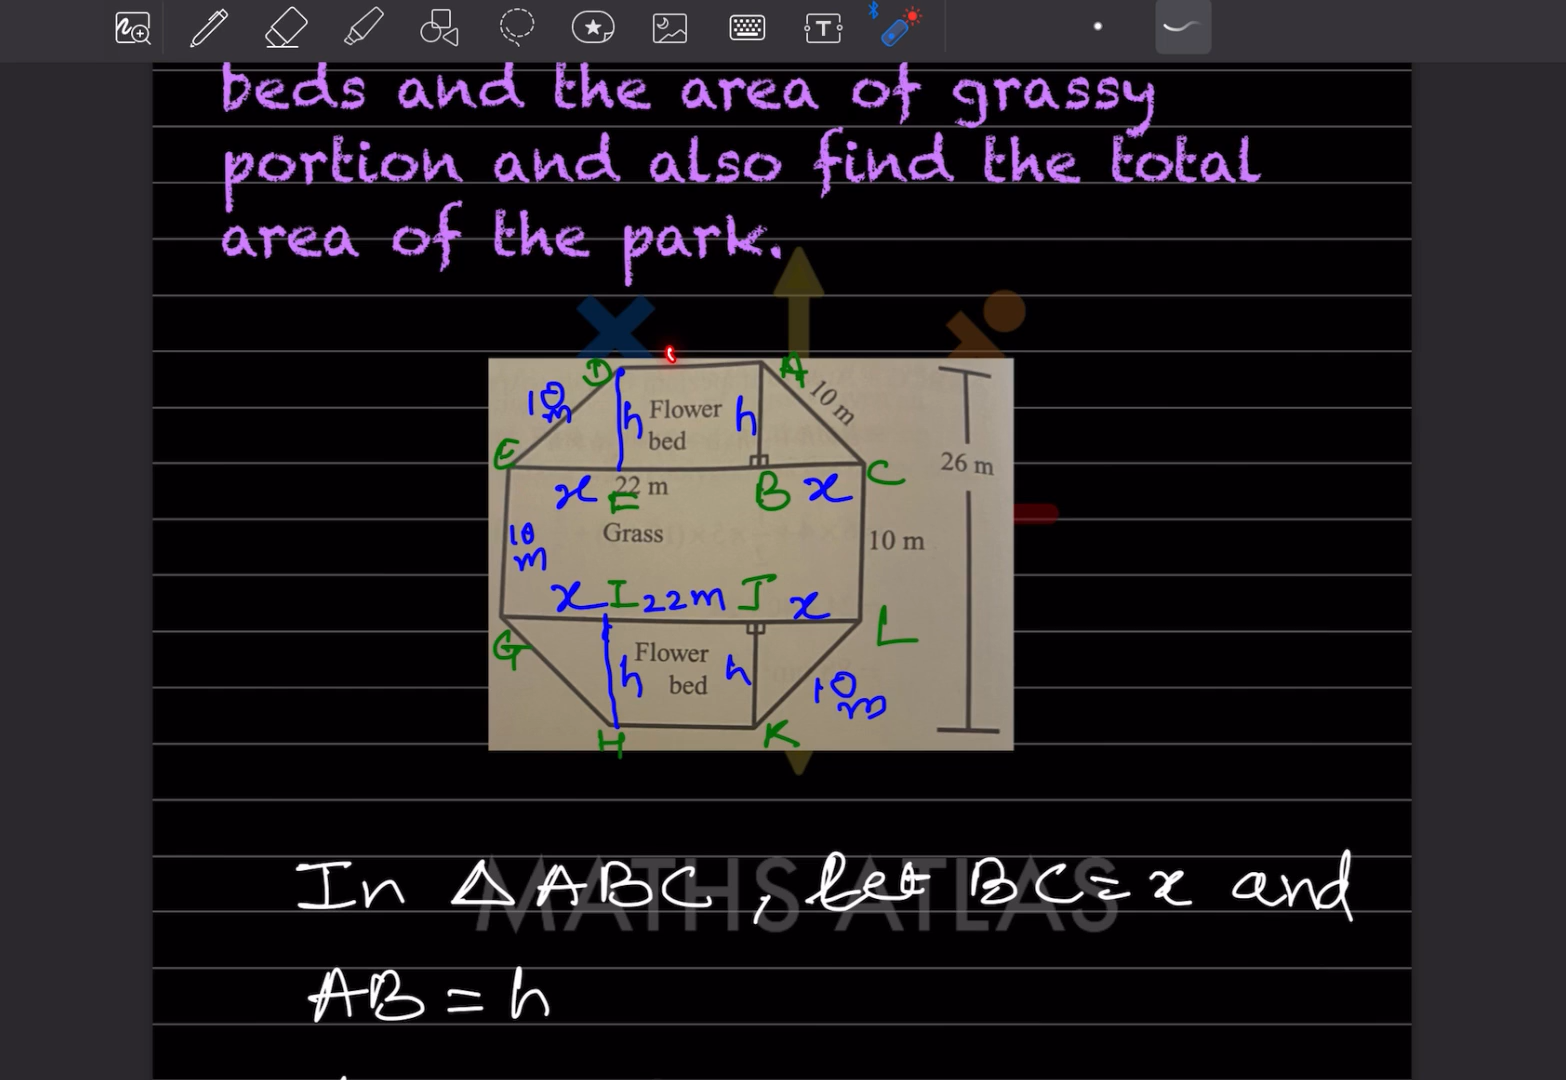 beds and the area of grassy
portion and also find the total
area of the park.
D
A
10 m
10 m
h
Flower
bed
h
E
C
26 m
x
22 m
E
B
x
Grass
10 m
10 m
x
I
22m
J
x
G
L
h
Flower
bed
h
10 m
H
K
MATHS ATLAS
In △ ABC, let BC = x and
AB = h